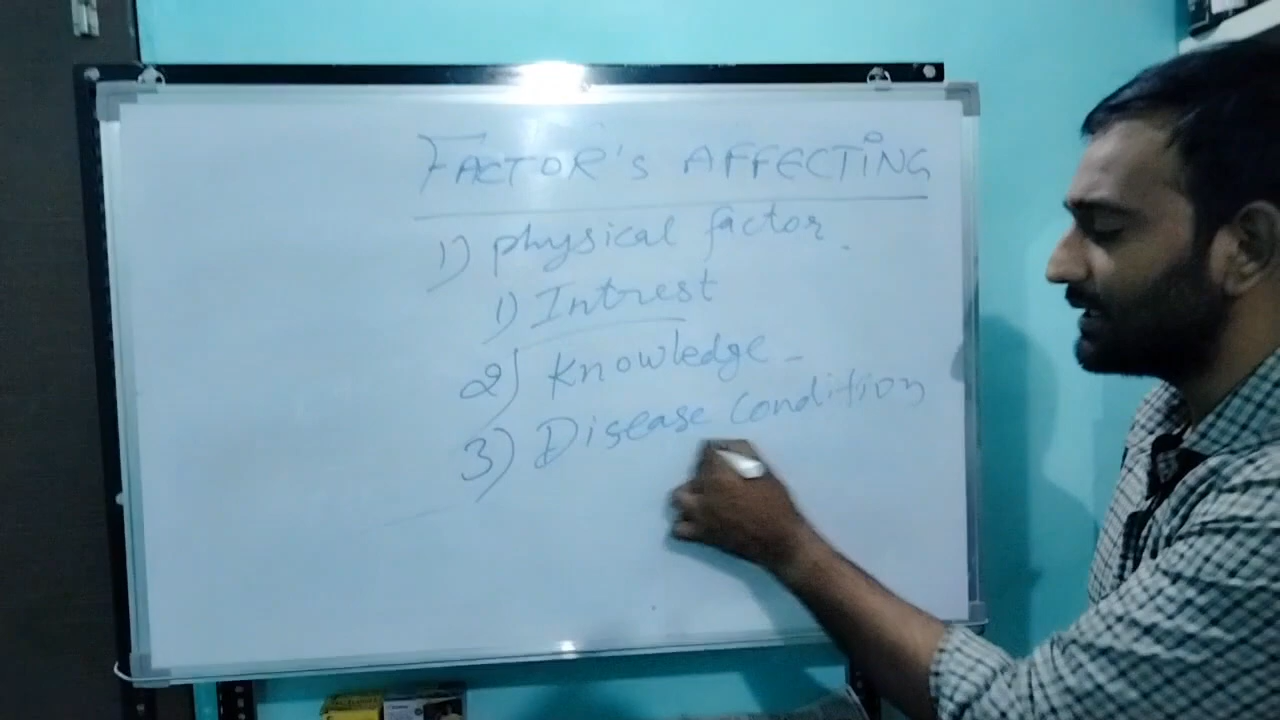 FACTOR's AFFECTING
1) physical factor.
1) Intrest
2) Knowledge -
3) Disease Condition